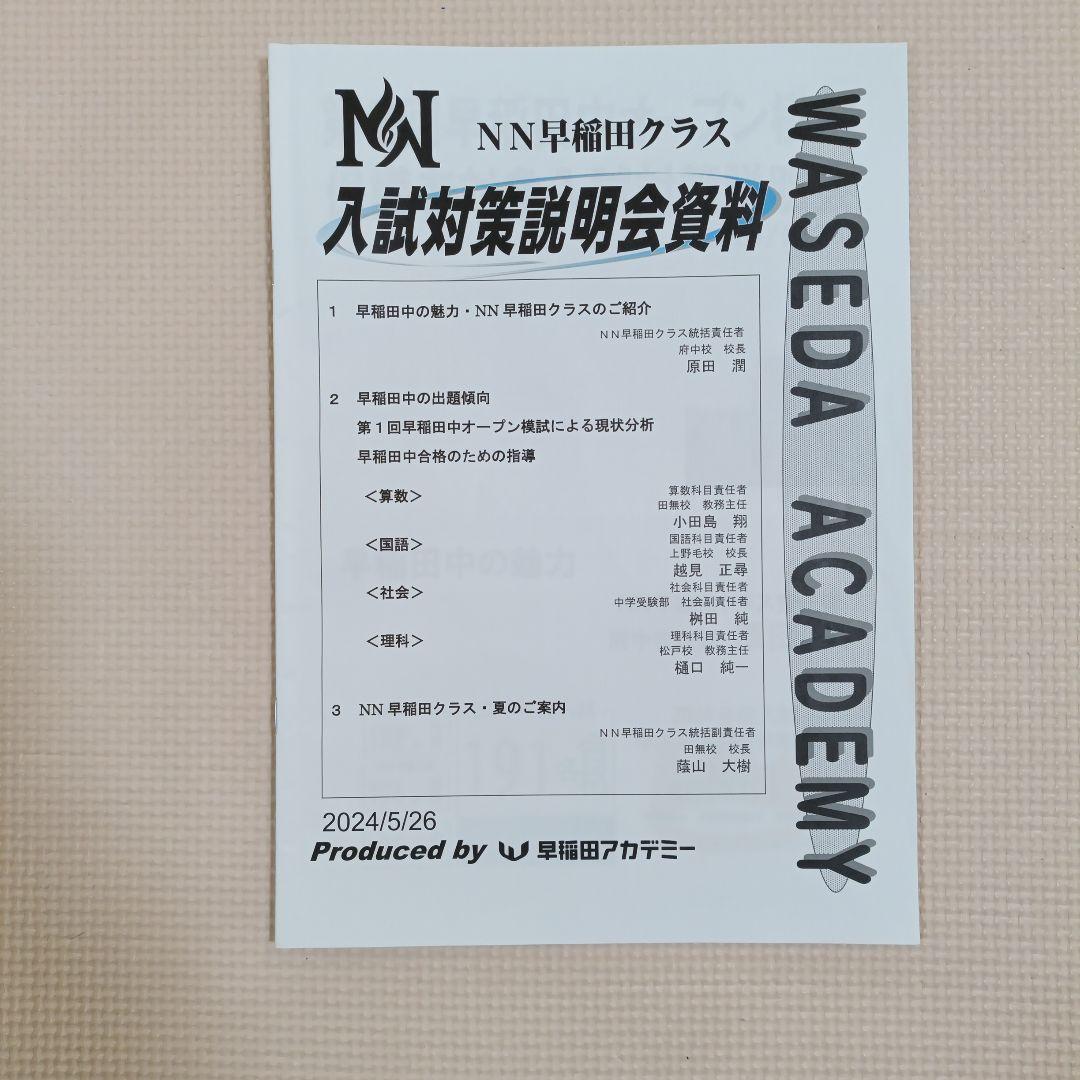 NN
NN早稲田クラス
入試対策説明会資料
1 早稲田中の魅力・NN早稲田クラスのご紹介
NN早稲田クラス統括責任者
府中校 校長
原田 潤
2 早稲田中の出題傾向
第1回早稲田中オープン模試による現状分析
早稲田中合格のための指導
<算数>
算数科目責任者
田無校 教務主任
小田島 翔
<国語>
国語科目責任者
上野毛校 校長
越見 正尋
<社会>
社会科目責任者
中学受験部 社会副責任者
桝田 純
<理科>
理科科目責任者
松戸校 教務主任
樋口 純一
3 NN早稲田クラス・夏のご案内
NN早稲田クラス統括副責任者
田無校 校長
蔭山 大樹
2024/5/26
Produced by 早稲田アカデミー
WASEDA ACADEMY